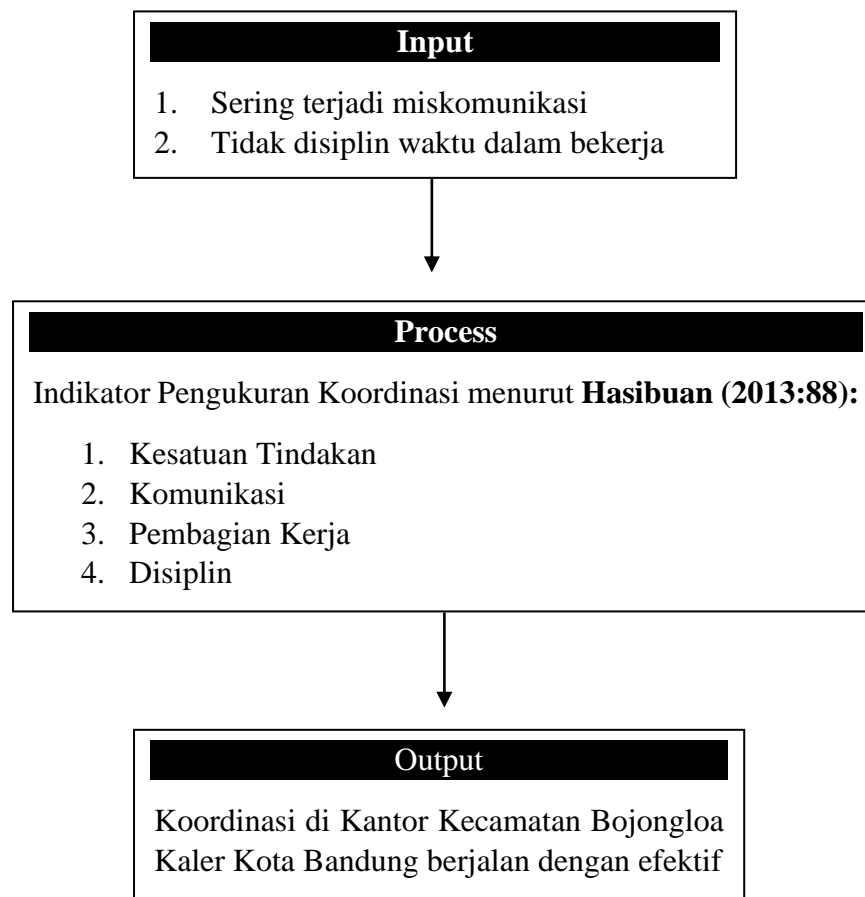 Input
1. Sering terjadi miskomunikasi
2. Tidak disiplin waktu dalam bekerja
Process
Indikator Pengukuran Koordinasi menurut Hasibuan (2013:88):
1. Kesatuan Tindakan
2. Komunikasi
3. Pembagian Kerja
4. Disiplin
Output
Koordinasi di Kantor Kecamatan Bojongloa
Kaler Kota Bandung berjalan dengan efektif